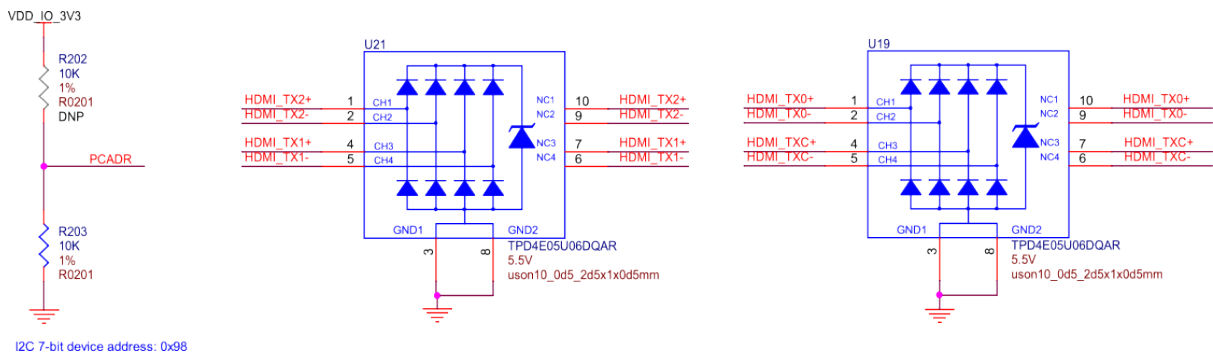 VDD_IO_3V3
R202
10K
1%
R0201
DNP
PCADR
R203
10K
1%
R0201
I2C 7-bit device address: 0x98
U21
HDMI_TX2+ 1 CH1 NC1 10 HDMI_TX2+
HDMI_TX2- 2 CH2 NC2 9 HDMI_TX2-
HDMI_TX1+ 4 CH3 NC3 7 HDMI_TX1+
HDMI_TX1- 5 CH4 NC4 6 HDMI_TX1-
GND1 GND2
3 8
TPD4E05U06DQAR
5.5V
uson10_0d5_2d5x1x0d5mm
U19
HDMI_TX0+ 1 CH1 NC1 10 HDMI_TX0+
HDMI_TX0- 2 CH2 NC2 9 HDMI_TX0-
HDMI_TXC+ 4 CH3 NC3 7 HDMI_TXC+
HDMI_TXC- 5 CH4 NC4 6 HDMI_TXC-
GND1 GND2
3 8
TPD4E05U06DQAR
5.5V
uson10_0d5_2d5x1x0d5mm